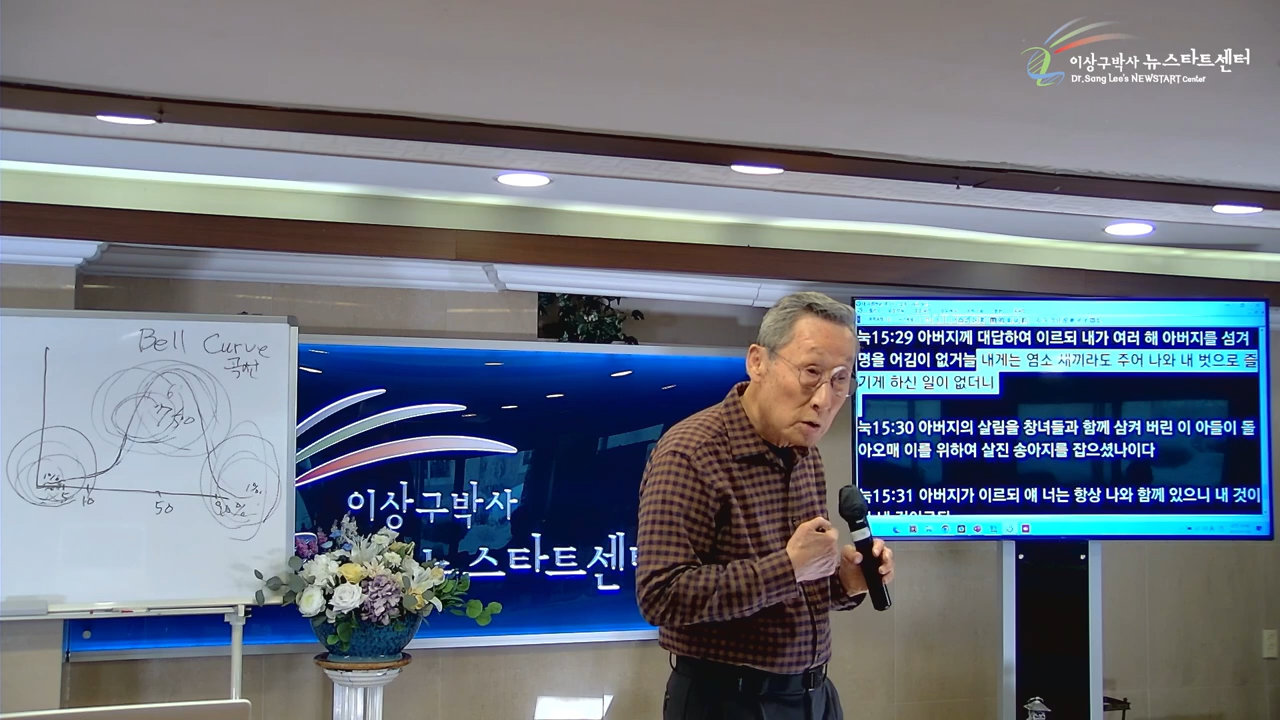 이상구박사 뉴스타트센터
Dr.Sang Lee's NEWSTART Center
Bell Curve
곡선
6
1%
5
10
50
90%
1%
이상구박사
뉴스타트센터
눅15:29 아버지께 대답하여 이르되 내가 여러 해 아버지를 섬겨
명을 어김이 없거늘 내게는 염소 새끼라도 주어 나와 내 벗으로 즐
기게 하신 일이 없더니
눅15:30 아버지의 살림을 창녀들과 함께 삼켜 버린 이 아들이 돌
아오매 이를 위하여 살진 송아지를 잡으셨나이다
눅15:31 아버지가 이르되 얘 너는 항상 나와 함께 있으니 내 것이